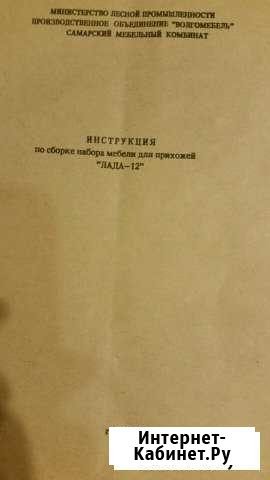 МИНИСТЕРСТВО ЛЕСНОЙ ПРОММЫШЛЕННОСТИ
ПРОИЗВОДСТВЕННОЕ ОБЪЕДИНЕНИЕ "ВОЛГОМЕБЕЛЬ"
САМАРСКИЙ МЕБЕЛЬНЫЙ КОМБИНАТ
ИНСТРУКЦИЯ
по сборке набора мебели для прихожей
"ЛАДА-12"
Интернет-
Кабинет.Ру